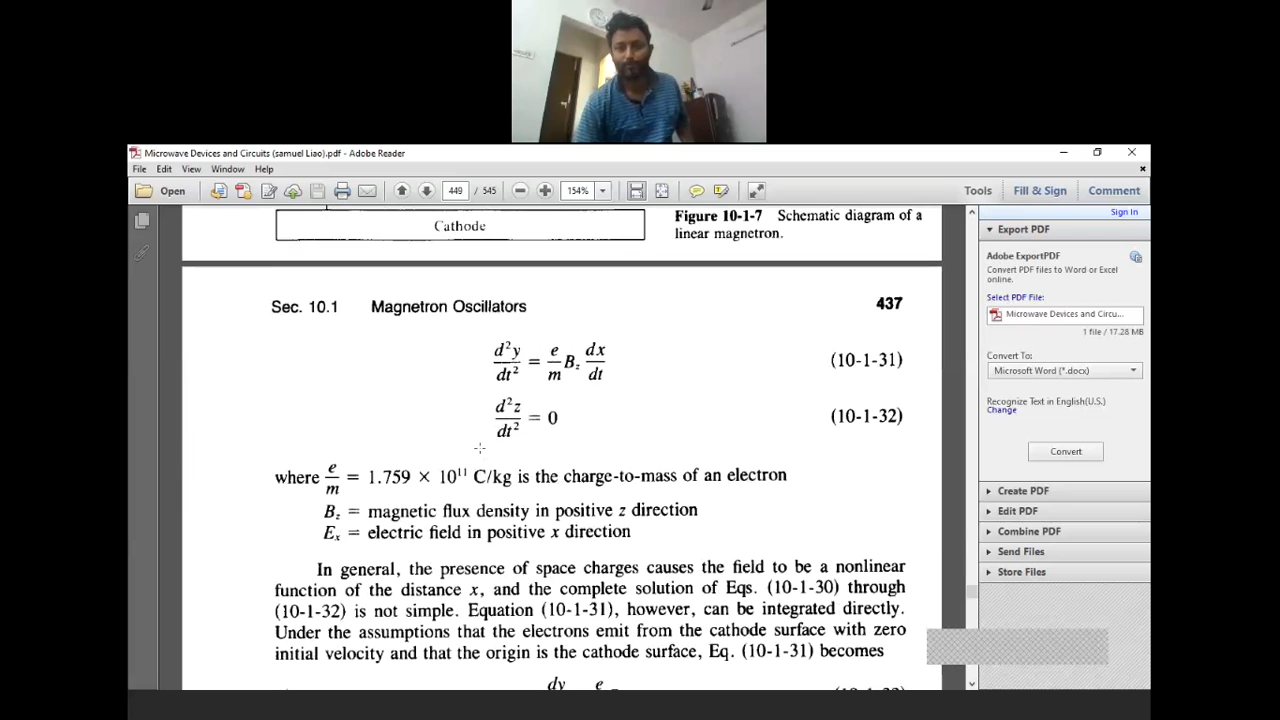 Microwave Devices and Circuits (samuel Liao).pdf - Adobe Reader
File Edit View Window Help
Open 449 / 545 154% Tools Fill & Sign Comment
Sign In
Cathode
Figure 10-1-7 Schematic diagram of a
linear magnetron.
Sec. 10.1 Magnetron Oscillators 437
d²y/dt² = e/m B_z dx/dt (10-1-31)
d²z/dt² = 0 (10-1-32)
where e/m = 1.759 × 10¹¹ C/kg is the charge-to-mass of an electron
B_z = magnetic flux density in positive z direction
E_x = electric field in positive x direction
In general, the presence of space charges causes the field to be a nonlinear
function of the distance x, and the complete solution of Eqs. (10-1-30) through
(10-1-32) is not simple. Equation (10-1-31), however, can be integrated directly.
Under the assumptions that the electrons emit from the cathode surface with zero
initial velocity and that the origin is the cathode surface, Eq. (10-1-31) becomes
dy e
Export PDF
Adobe ExportPDF
Convert PDF files to Word or Excel
online.
Select PDF File:
Microwave Devices and Circu...
1 file / 17.28 MB
Convert To:
Microsoft Word (*.docx)
Recognize Text in English(U.S.)
Change
Convert
Create PDF
Edit PDF
Combine PDF
Send Files
Store Files